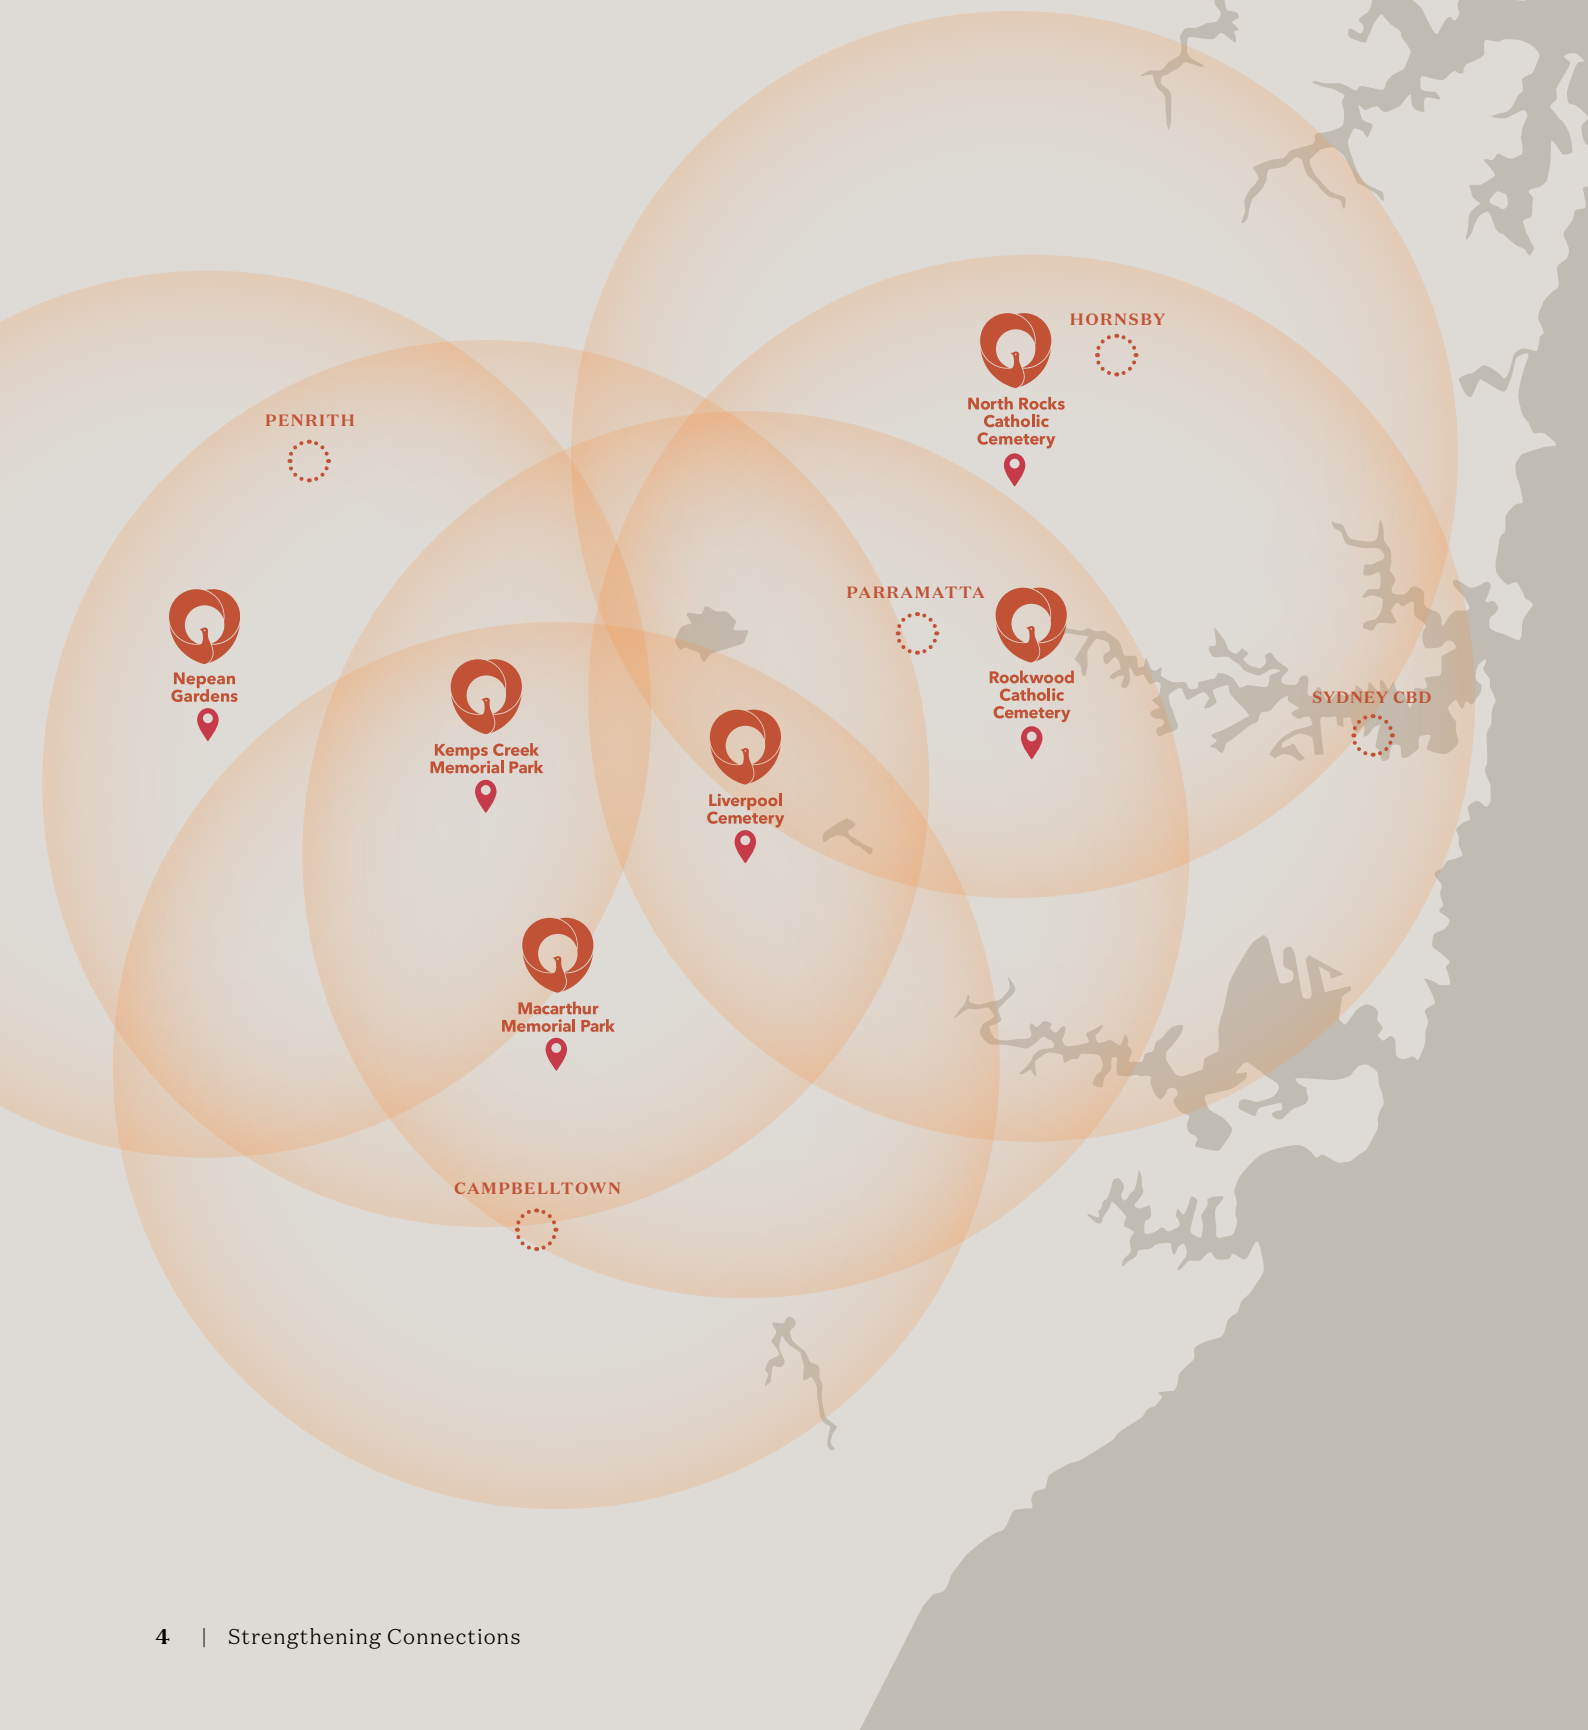 HORNSBY
North Rocks
Catholic
Cemetery
PENRITH
PARRAMATTA
Nepean
Gardens
Rookwood
Catholic
Cemetery
SYDNEY CBD
Kemps Creek
Memorial Park
Liverpool
Cemetery
Macarthur
Memorial Park
CAMPBELLTOWN
4 | Strengthening Connections